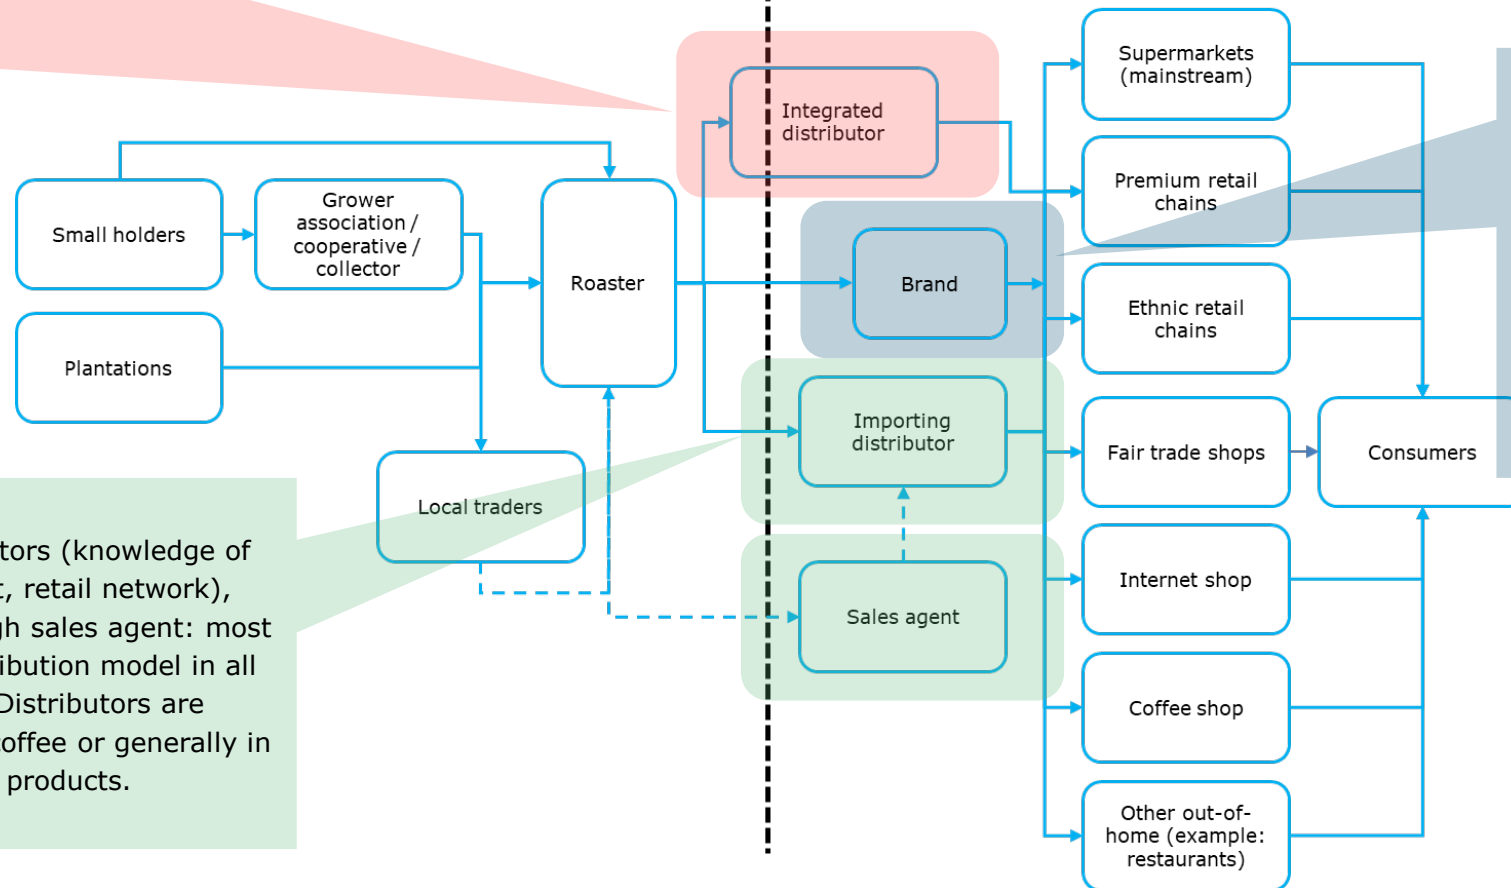 Supermarkets
(mainstream)
Integrated
distributor
Premium retail
chains
Small holders
Grower
association /
cooperative /
collector
Roaster
Brand
Ethnic retail
chains
Plantations
Importing
distributor
Fair trade shops
Consumers
Local traders
tors (knowledge of
t, retail network),
gh sales agent: most
ibution model in all
Distributors are
coffee or generally in
products.
Internet shop
Sales agent
Coffee shop
Other out-of-
home (example:
restaurants)